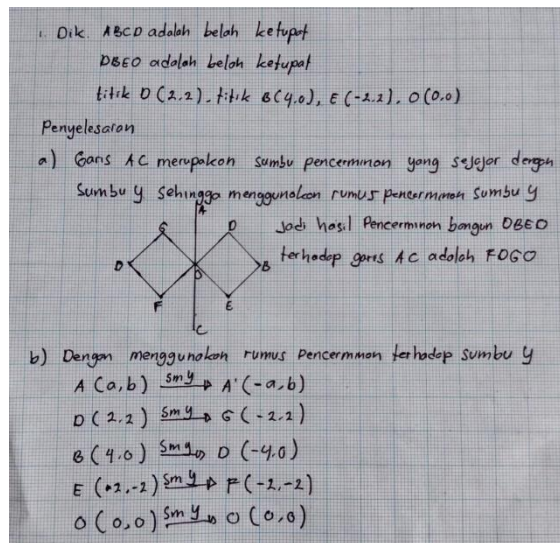 1. Dik. ABCD adalah belah ketupat
DBEO adalah belah ketupat
titik D (2.2). titik B(4.0), E (-2.2). O(0.0)
Penyelesaian
a) Garis AC merupakan sumbu pencerminan yang sejajar dengan
Sumbu y sehingga menggunakan rumus pencerminan sumbu y
A
G D
D O B
F E
C
jadi hasil Pencerminan bangun DBEO
terhadap garis AC adalah FDGO
b) Dengan menggunakan rumus Pencerminan terhadap sumbu y
A (a,b) smy A' (-a,b)
D (2.2) smy G (-2.2)
B (4.0) smy D (-4.0)
E (-2,-2) smy F (-2,-2)
O (0,0) smy O (0,0)